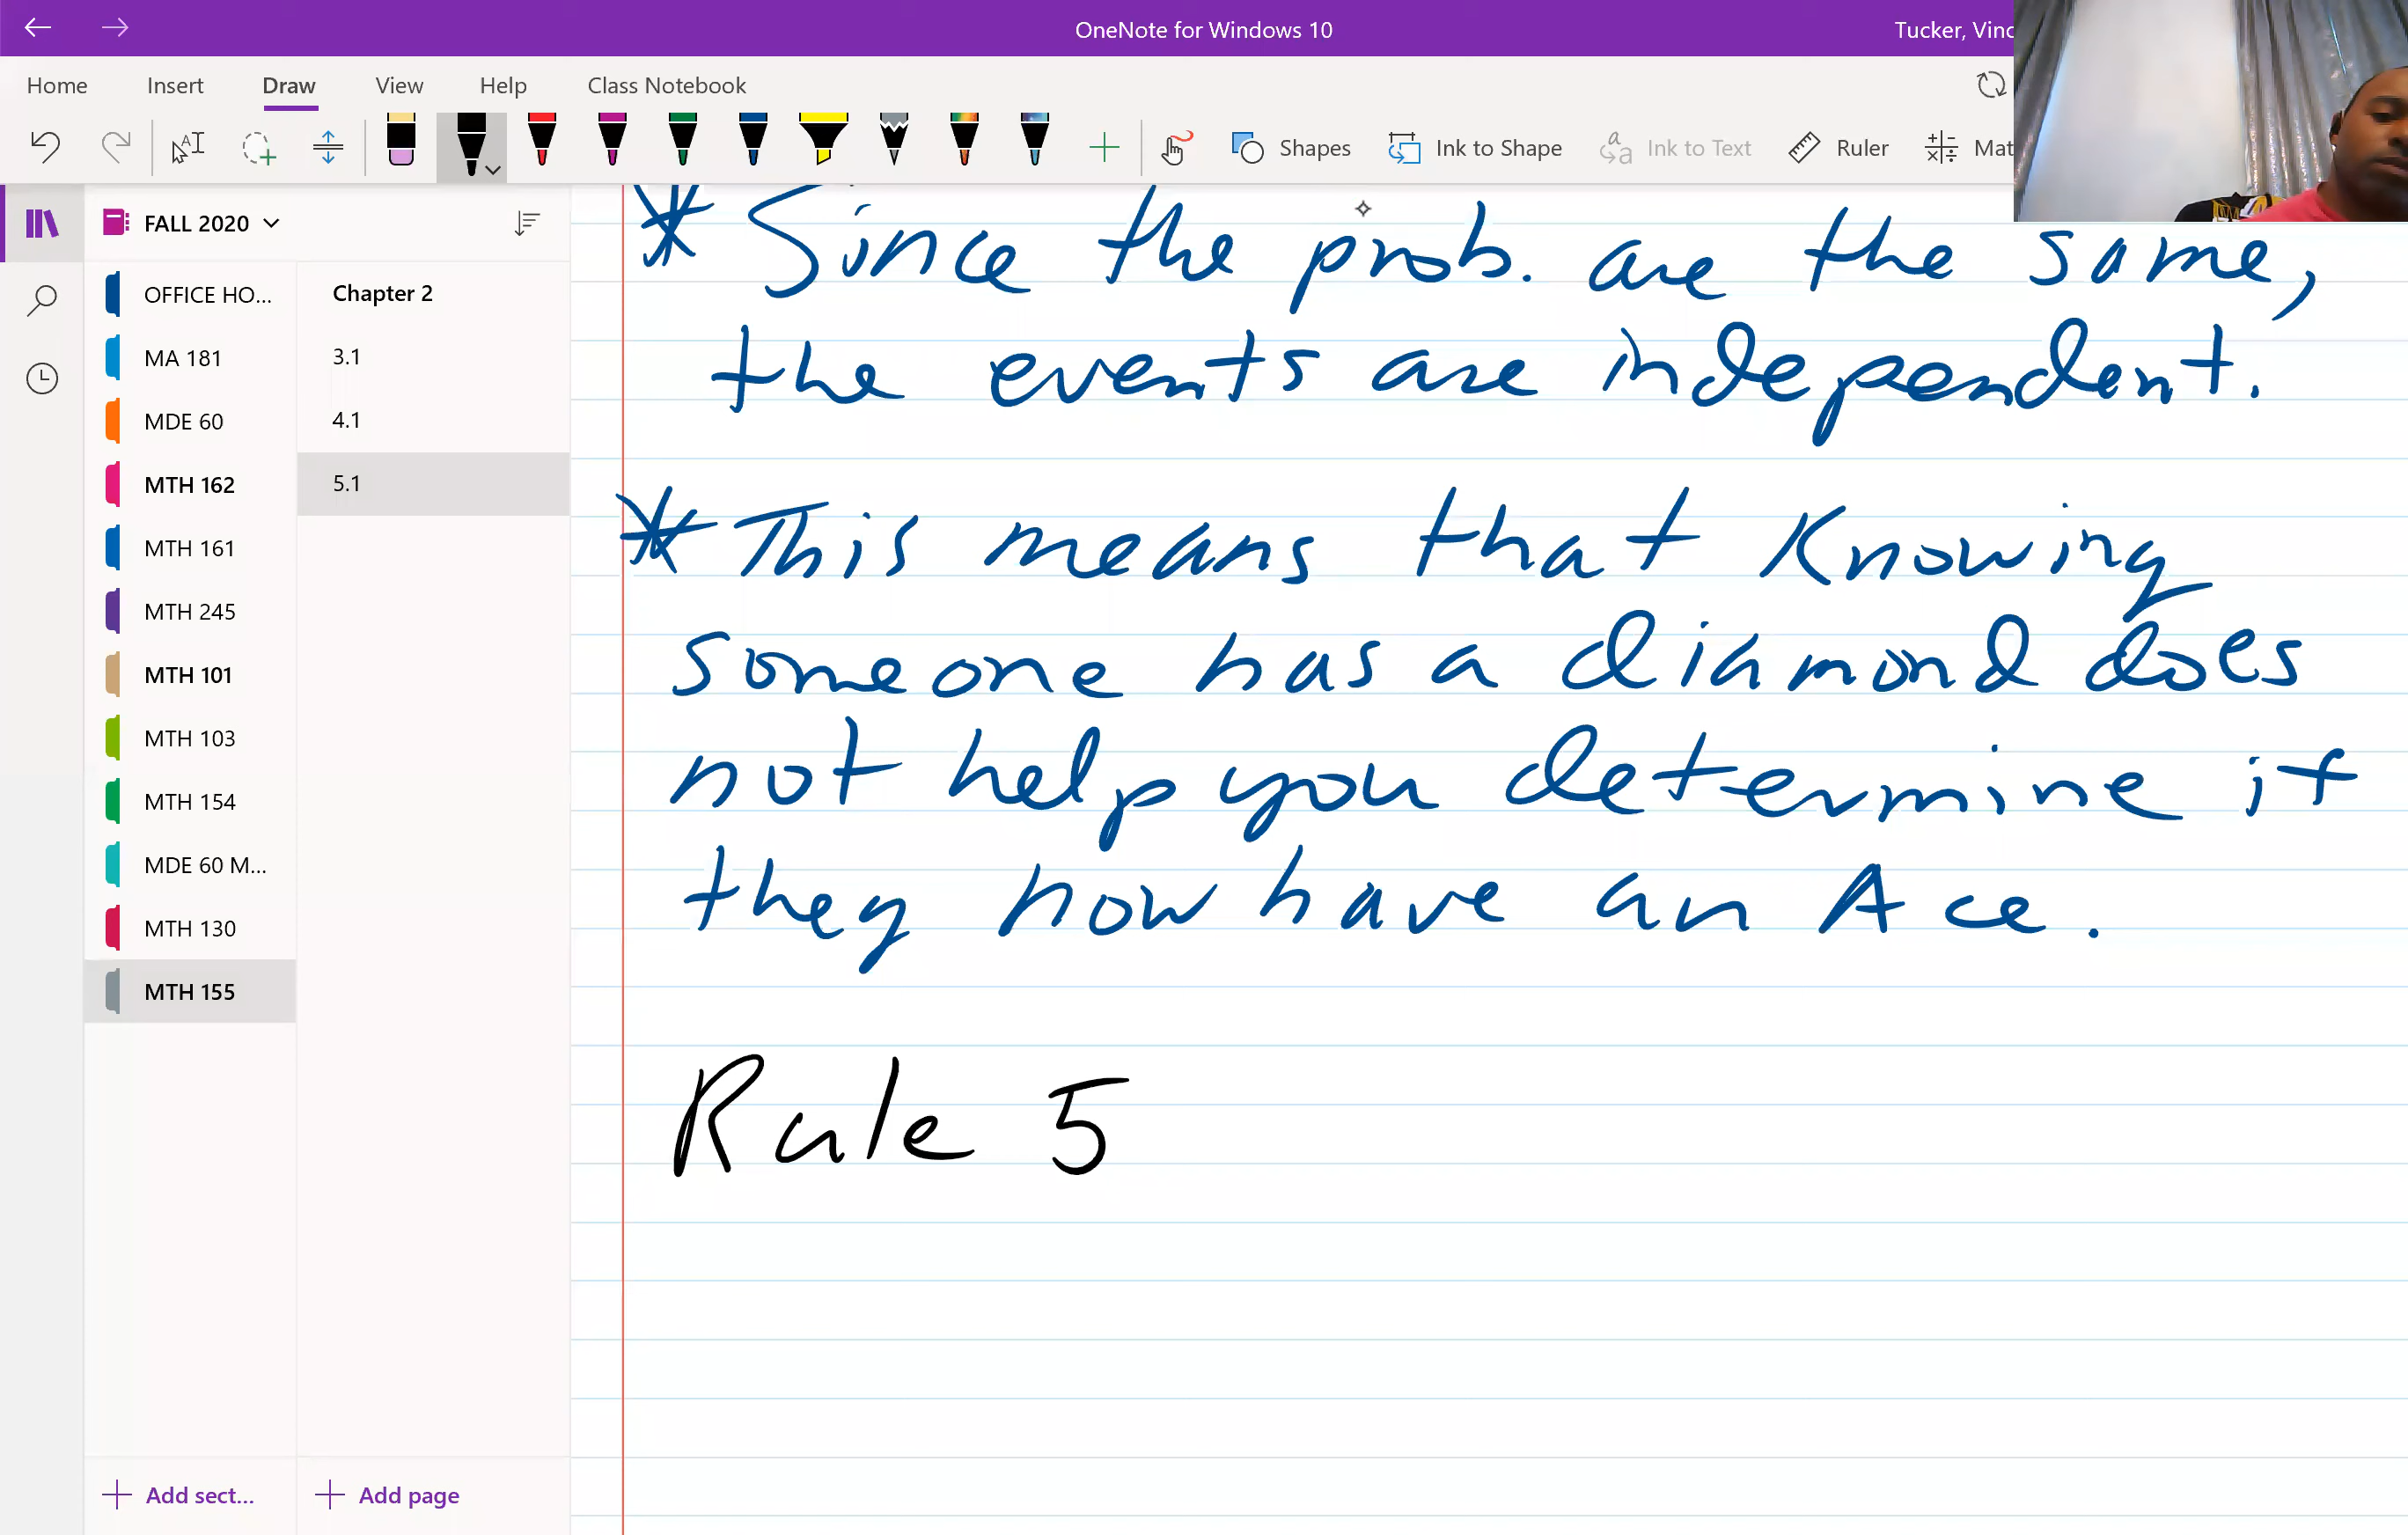 OneNote for Windows 10
Tucker, Vinc
Home Insert Draw View Help Class Notebook
Shapes Ink to Shape Ink to Text Ruler Mat
FALL 2020
OFFICE HO...
MA 181
MDE 60
MTH 162
MTH 161
MTH 245
MTH 101
MTH 103
MTH 154
MDE 60 M...
MTH 130
MTH 155
Add sect...
Chapter 2
3.1
4.1
5.1
Add page
* Since the prob. are the same,
the events are independent.
* This means that Knowing
someone has a diamond does
not help you determine if
they now have an Ace.
Rule 5